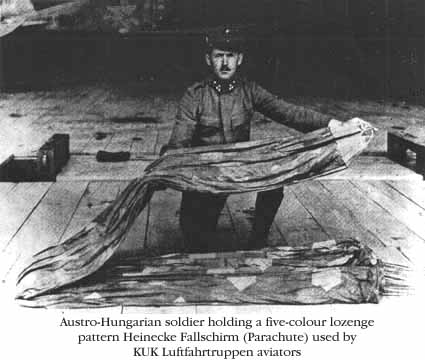 Austro-Hungarian soldier holding a five-colour lozenge
pattern Heinecke Fallschirm (Parachute) used by
KUK Luftfahrtruppen aviators